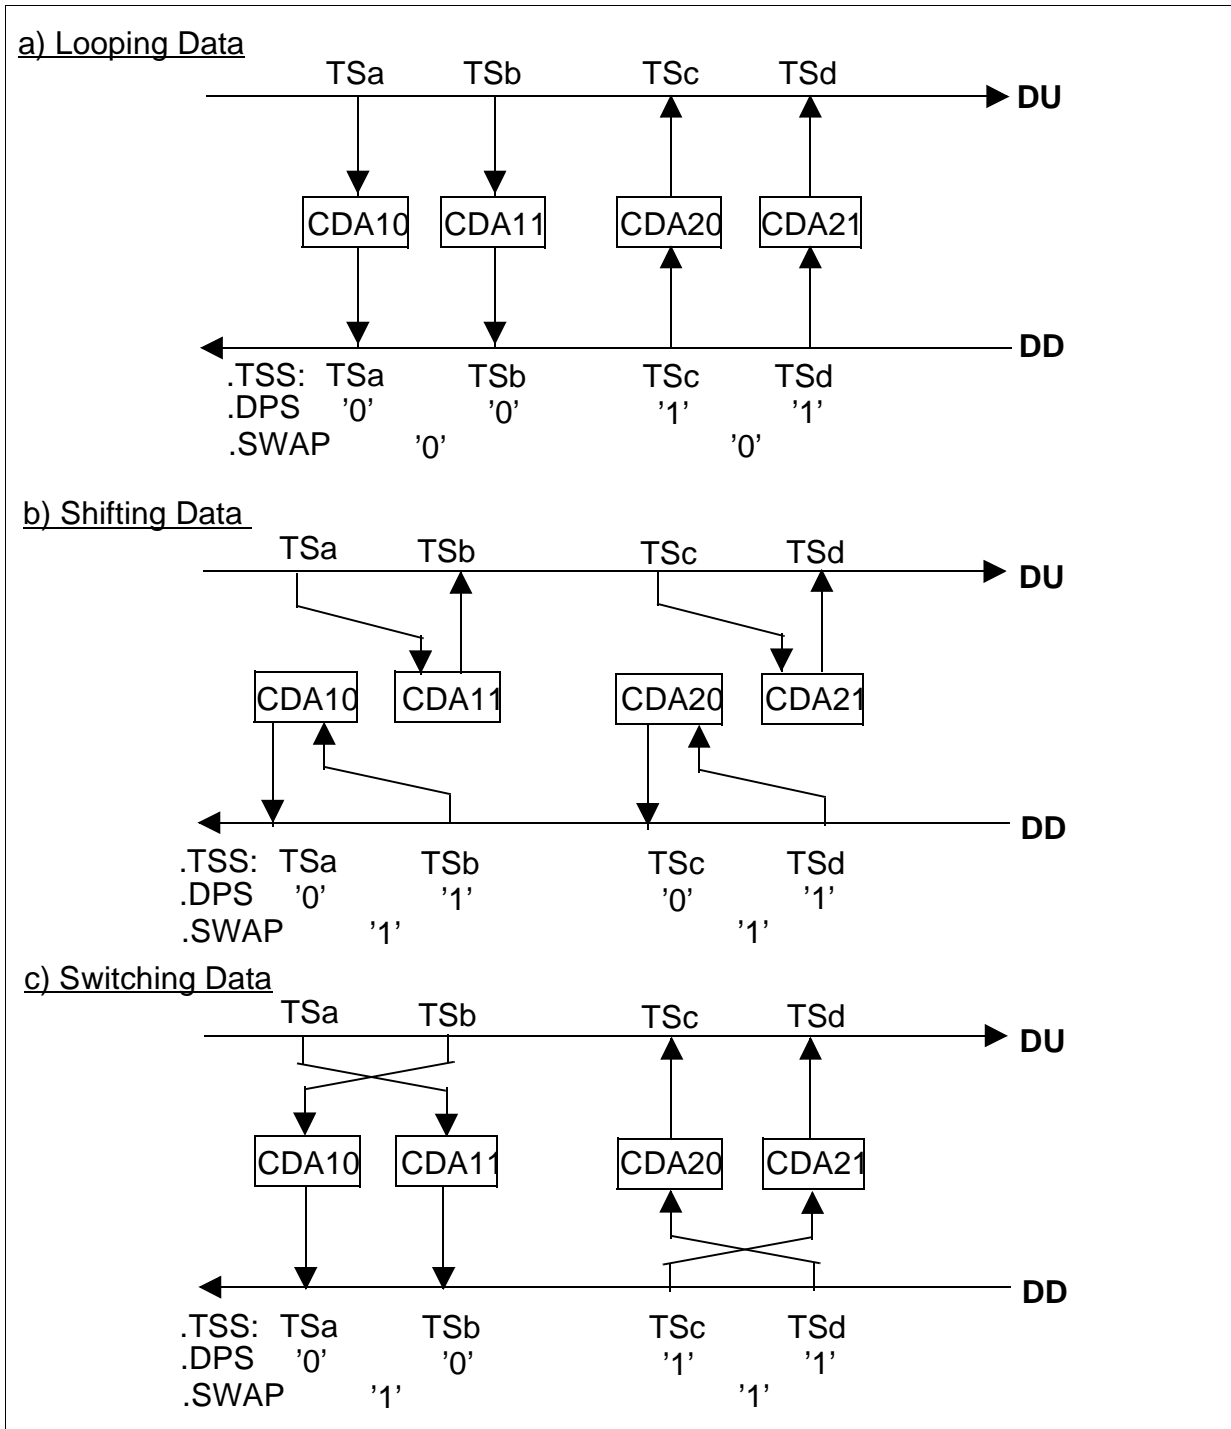 a) Looping Data
TSa TSb TSc TSd
DU
CDA10 CDA11 CDA20 CDA21
DD
.TSS: TSa TSb TSc TSd
.DPS '0' '0' '1' '1'
.SWAP '0' '0'
b) Shifting Data
TSa TSb TSc TSd
DU
CDA10 CDA11 CDA20 CDA21
DD
.TSS: TSa TSb TSc TSd
.DPS '0' '1' '0' '1'
.SWAP '1' '1'
c) Switching Data
TSa TSb TSc TSd
DU
CDA10 CDA11 CDA20 CDA21
DD
.TSS: TSa TSb TSc TSd
.DPS '0' '0' '1' '1'
.SWAP '1' '1'